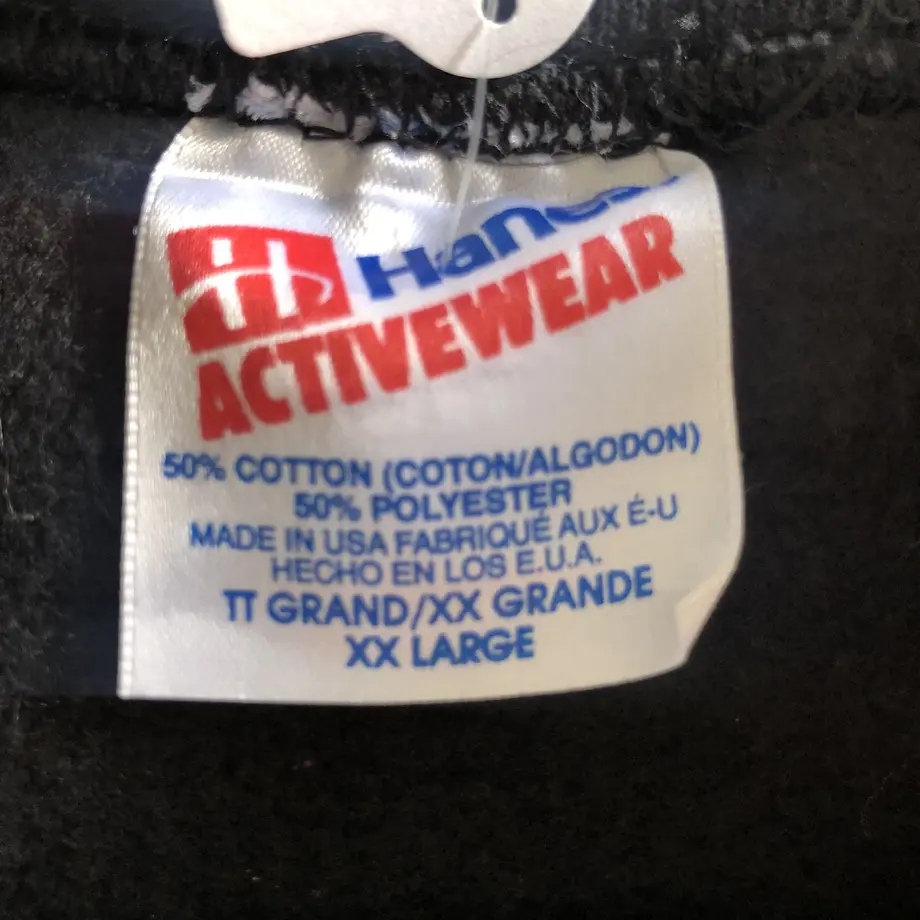 Hanes
ACTIVEWEAR
50% COTTON (COTON/ALGODON)
50% POLYESTER
MADE IN USA FABRIQUÉ AUX É-U
HECHO EN LOS E.U.A.
TT GRAND/XX GRANDE
XX LARGE